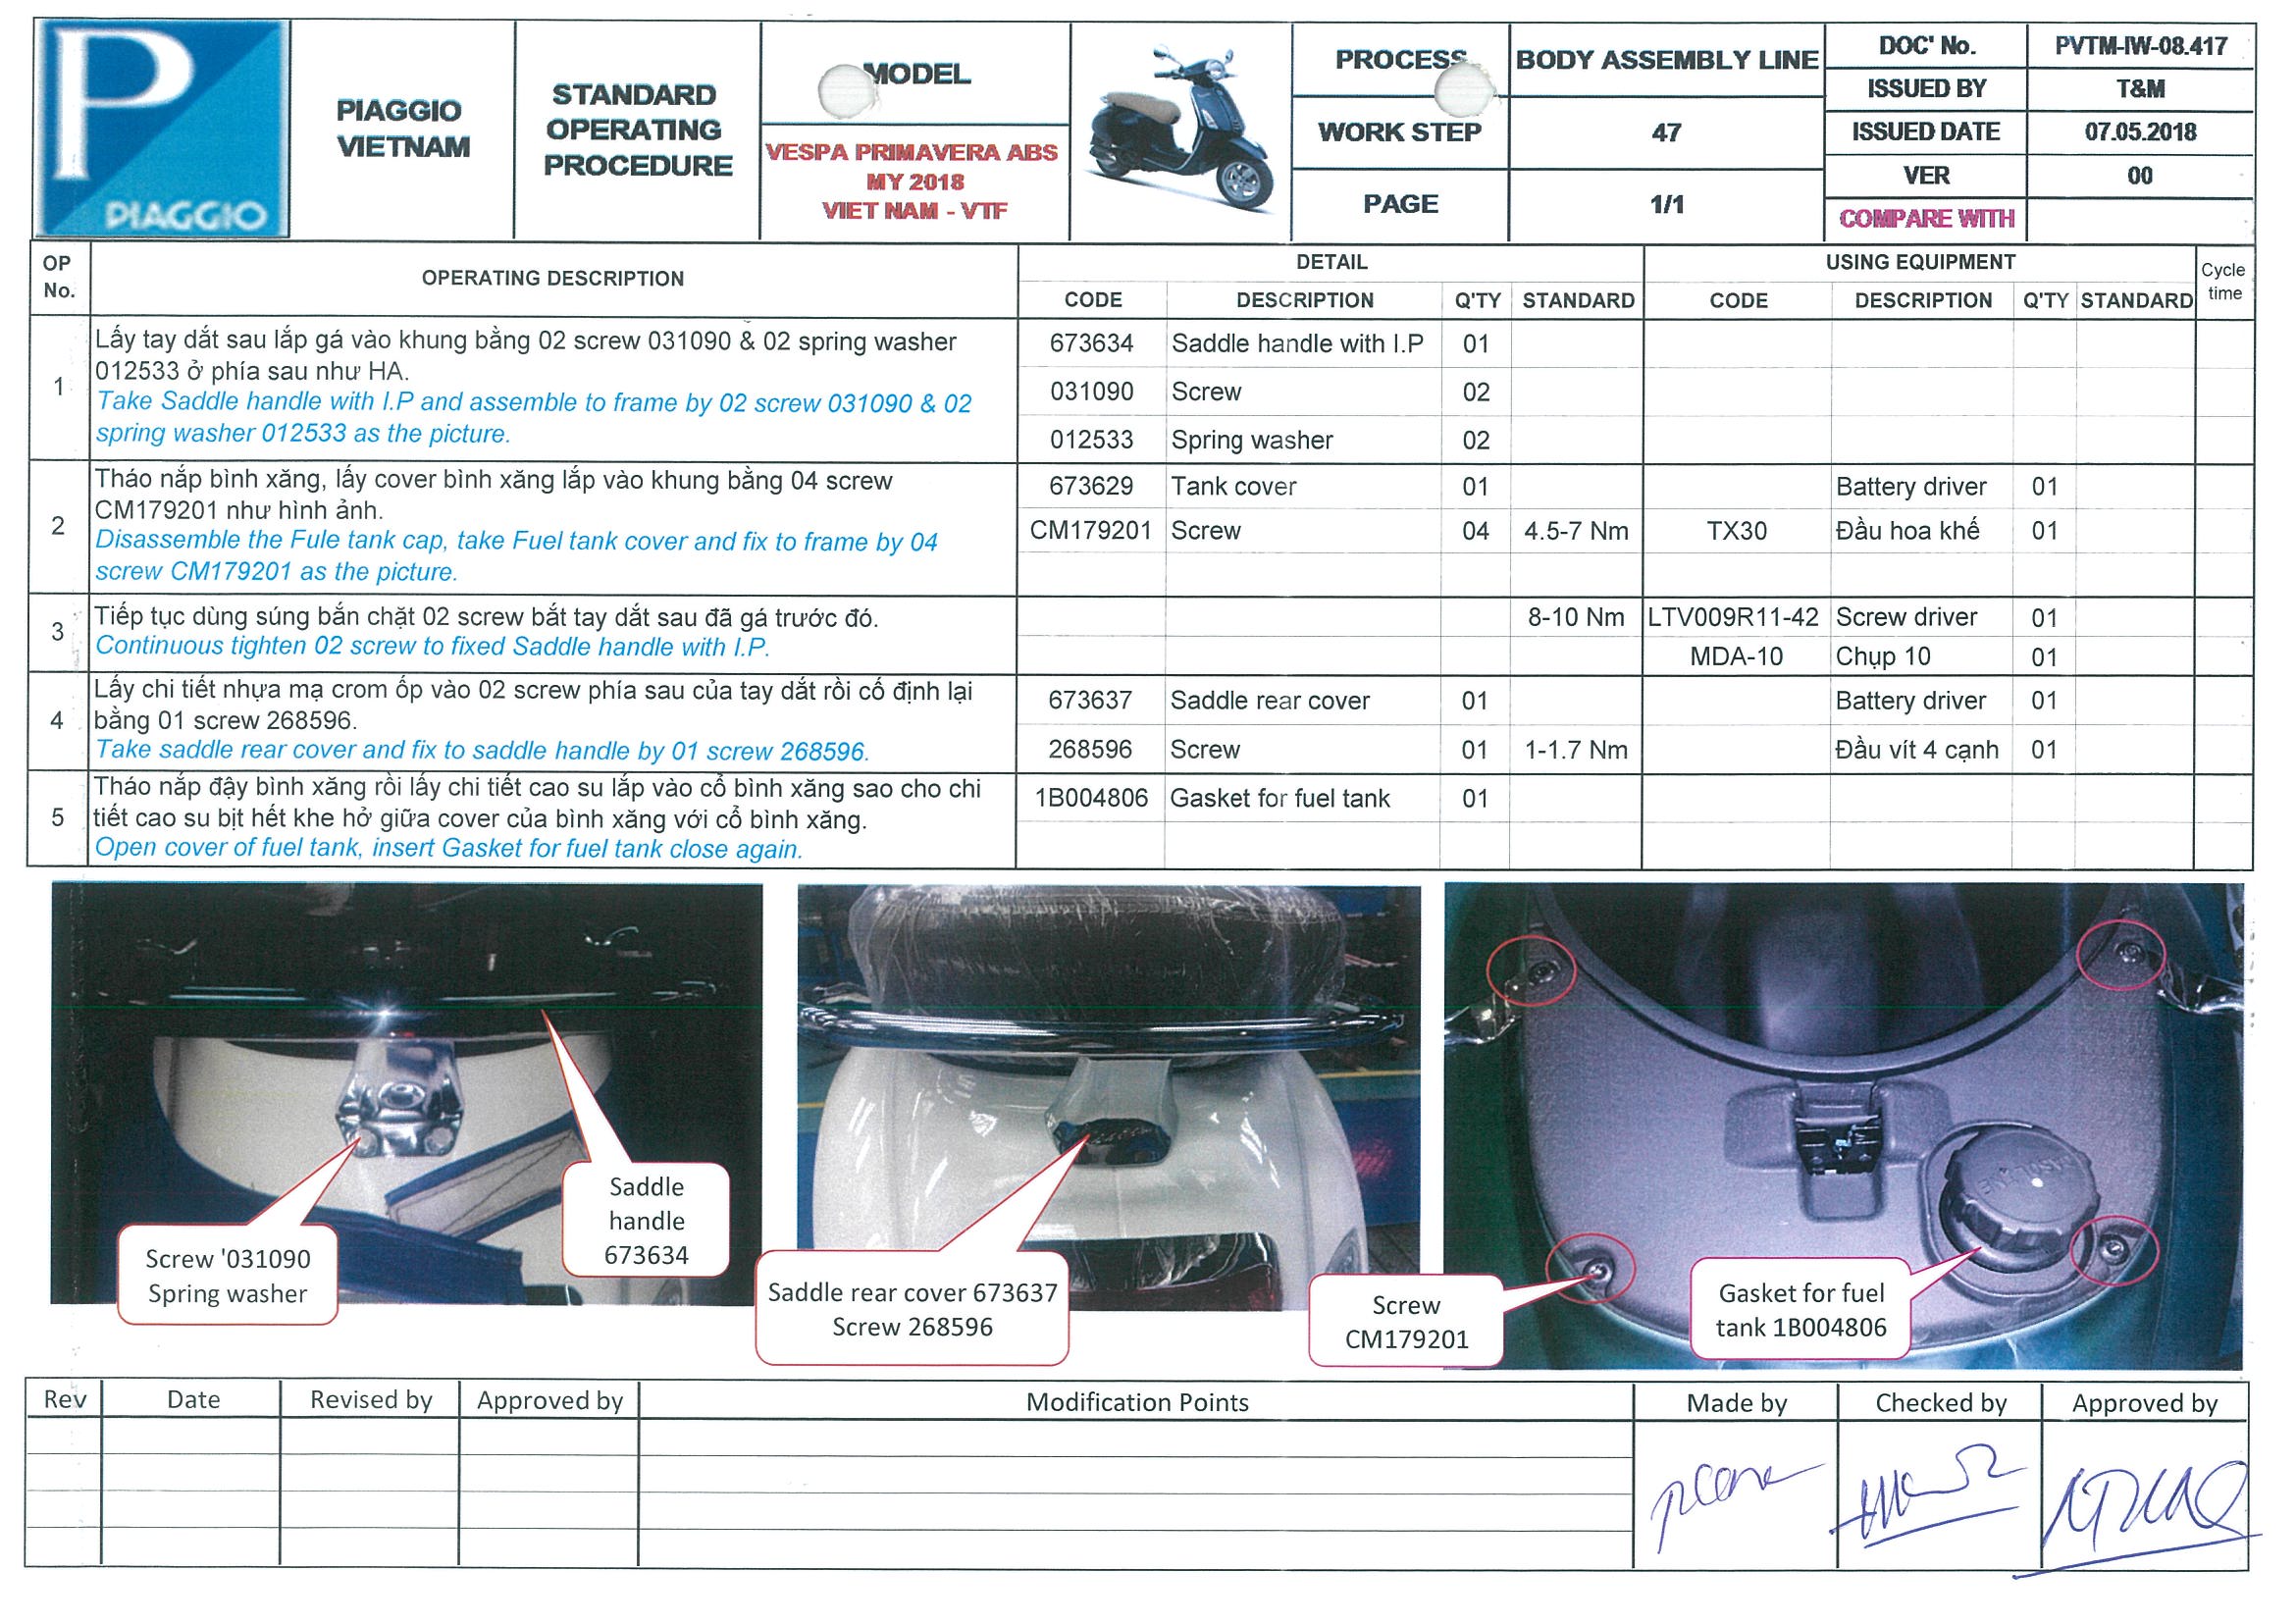 P
PIAGGIO
PIAGGIO
VIETNAM
STANDARD
OPERATING
PROCEDURE
MODEL
VESPA PRIMAVERA ABS
MY 2018
VIET NAM - VTF
PROCESS
BODY ASSEMBLY LINE
WORK STEP
47
PAGE
1/1
DOC' No.
PVTM-IW-08.417
ISSUED BY
T&M
ISSUED DATE
07.05.2018
VER
00
COMPARE WITH
OP
No.
OPERATING DESCRIPTION
DETAIL
USING EQUIPMENT
Cycle
time
CODE DESCRIPTION Q'TY STANDARD CODE DESCRIPTION Q'TY STANDARD
1
Lấy tay dắt sau lắp gá vào khung bằng 02 screw 031090 & 02 spring washer
012533 ở phía sau như HA.
Take Saddle handle with I.P and assemble to frame by 02 screw 031090 & 02
spring washer 012533 as the picture.
673634 Saddle handle with I.P 01
031090 Screw 02
012533 Spring washer 02
2
Tháo nắp bình xăng, lấy cover bình xăng lắp vào khung bằng 04 screw
CM179201 như hình ảnh.
Disassemble the Fule tank cap, take Fuel tank cover and fix to frame by 04
screw CM179201 as the picture.
673629 Tank cover 01 Battery driver 01
CM179201 Screw 04 4.5-7 Nm TX30 Đầu hoa khế 01
3
Tiếp tục dùng súng bắn chặt 02 screw bắt tay dắt sau đã gá trước đó.
Continuous tighten 02 screw to fixed Saddle handle with I.P.
8-10 Nm LTV009R11-42 Screw driver 01
MDA-10 Chụp 10 01
4
Lấy chi tiết nhựa mạ crom ốp vào 02 screw phía sau của tay dắt rồi cố định lại
bằng 01 screw 268596.
Take saddle rear cover and fix to saddle handle by 01 screw 268596.
673637 Saddle rear cover 01 Battery driver 01
268596 Screw 01 1-1.7 Nm Đầu vít 4 cạnh 01
5
Tháo nắp đậy bình xăng rồi lấy chi tiết cao su lắp vào cổ bình xăng sao cho chi
tiết cao su bịt hết khe hở giữa cover của bình xăng với cổ bình xăng.
Open cover of fuel tank, insert Gasket for fuel tank close again.
1B004806 Gasket for fuel tank 01
Screw '031090
Spring washer
Saddle
handle
673634
Saddle rear cover 673637
Screw 268596
Screw
CM179201
GASOLINE
Gasket for fuel
tank 1B004806
Rev Date Revised by Approved by Modification Points Made by Checked by Approved by